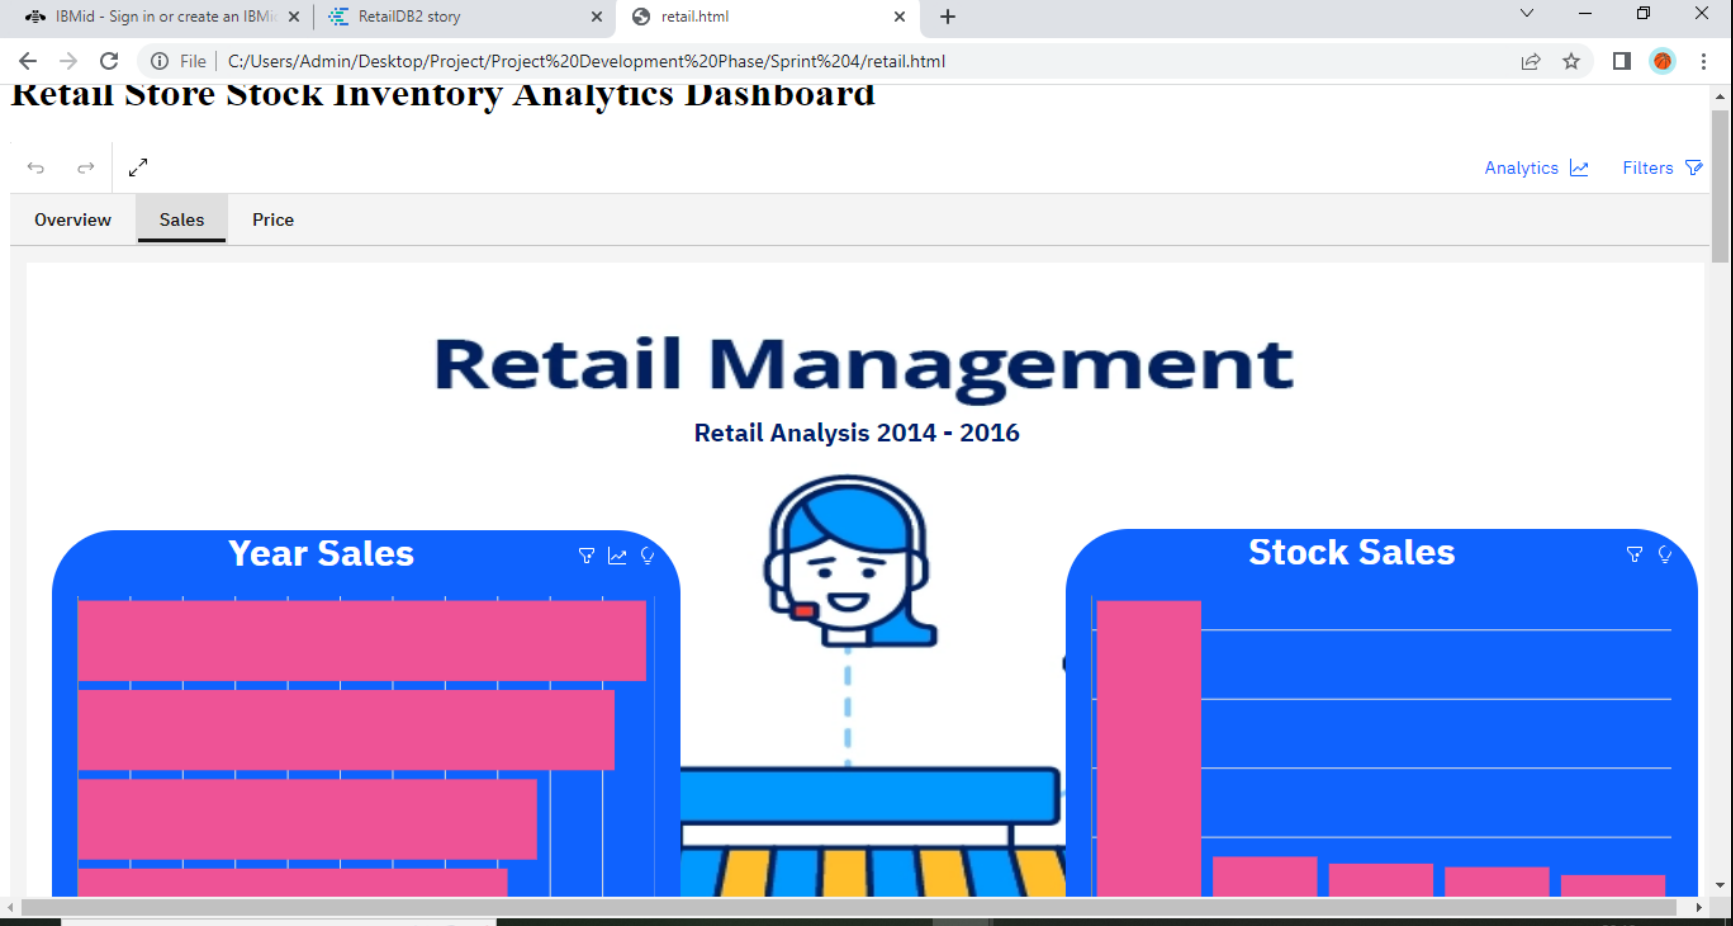 IBMid - Sign in or create an IBMi
RetailDB2 story
retail.html
File
C:/Users/Admin/Desktop/Project/Project%20Development%20Phase/Sprint%204/retail.html
Retail Store Stock Inventory Analytics Dashboard
Analytics
Filters
Overview
Sales
Price
Retail Management
Retail Analysis 2014 - 2016
Year Sales
Stock Sales